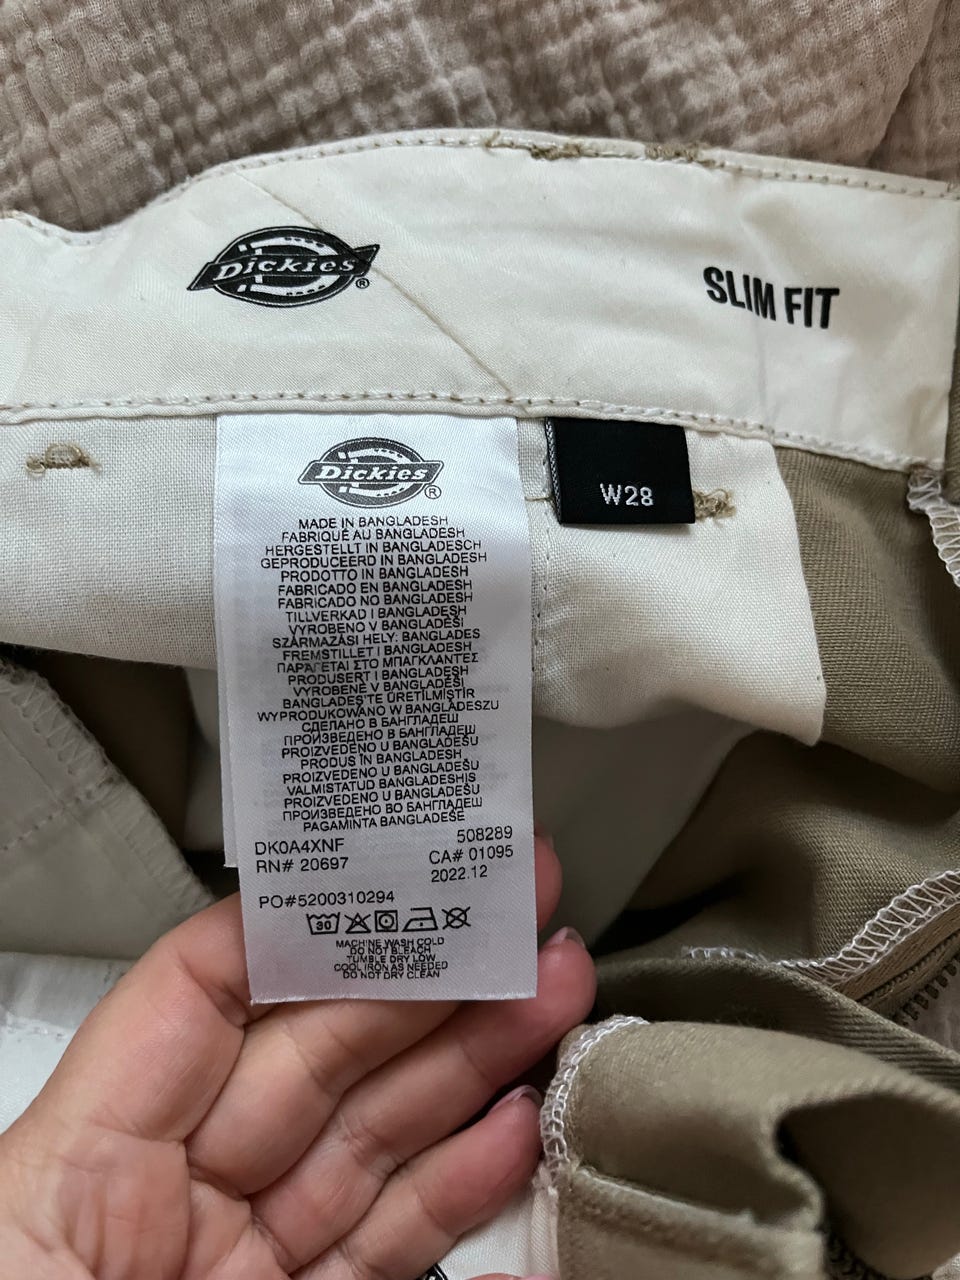 Dickies®
SLIM FIT
W28
Dickies®
MADE IN BANGLADESH
FABRIQUÉ AU BANGLADESH
HERGESTELLT IN BANGLADESCH
GEPRODUCEERD IN BANGLADESH
PRODOTTO IN BANGLADESH
FABRICADO EN BANGLADESH
FABRICADO NO BANGLADESH
TILLVERKAD I BANGLADESH
VYROBENO V BANGLADÉŠI
SZÁRMAZÁSI HELY: BANGLADES
FREMSTILLET I BANGLADESH
ΠΑΡΑΓΕΤΑΙ ΣΤΟ ΜΠΑΓΚΛΑΝΤΕΣ
PRODUSERT I BANGLADESH
VYROBENÉ V BANGLADÉŠI
BANGLADEŞ'TE ÜRETİLMİŞTİR
WYPRODUKOWANO W BANGLADESZU
СДЕЛАНО В БАНГЛАДЕШ
ПРОИЗВЕДЕНО В БАНГЛАДЕШ
PROIZVEDENO U BANGLADEŠU
PRODUS ÎN BANGLADESH
PROIZVEDENO U BANGLADEŠU
VALMISTATUD BANGLADESHIS
PROIZVEDENO U BANGLADEŠU
ПРОИЗВЕДЕНО ВО БАНГЛАДЕШ
PAGAMINTA BANGLADEŠE
DK0A4XNF 508289
RN# 20697 CA# 01095
2022.12
PO#5200310294
30
MACHINE WASH COLD
DO NOT BLEACH
TUMBLE DRY LOW
COOL IRON AS NEEDED
DO NOT DRY CLEAN